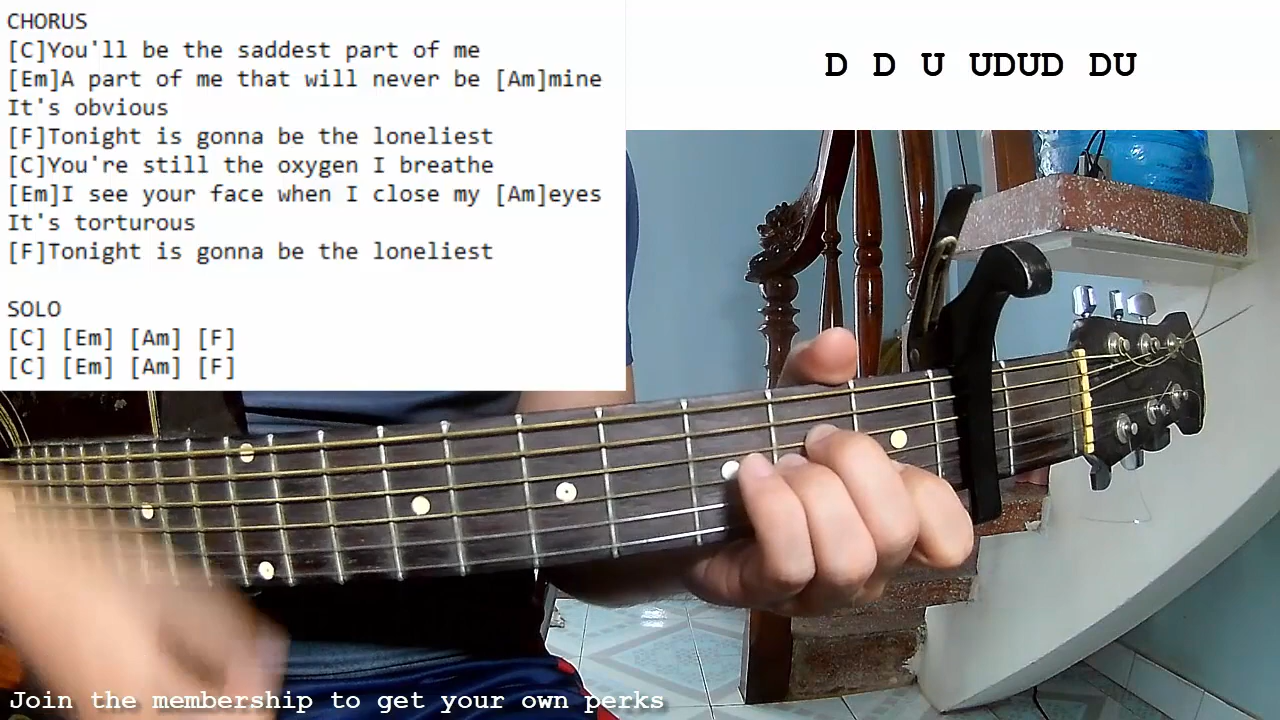 CHORUS
[C]You'll be the saddest part of me
[Em]A part of me that will never be [Am]mine
It's obvious
[F]Tonight is gonna be the loneliest
[C]You're still the oxygen I breathe
[Em]I see your face when I close my [Am]eyes
It's torturous
[F]Tonight is gonna be the loneliest
SOLO
[C] [Em] [Am] [F]
[C] [Em] [Am] [F]
D D U UDUD DU
Join the membership to get your own perks